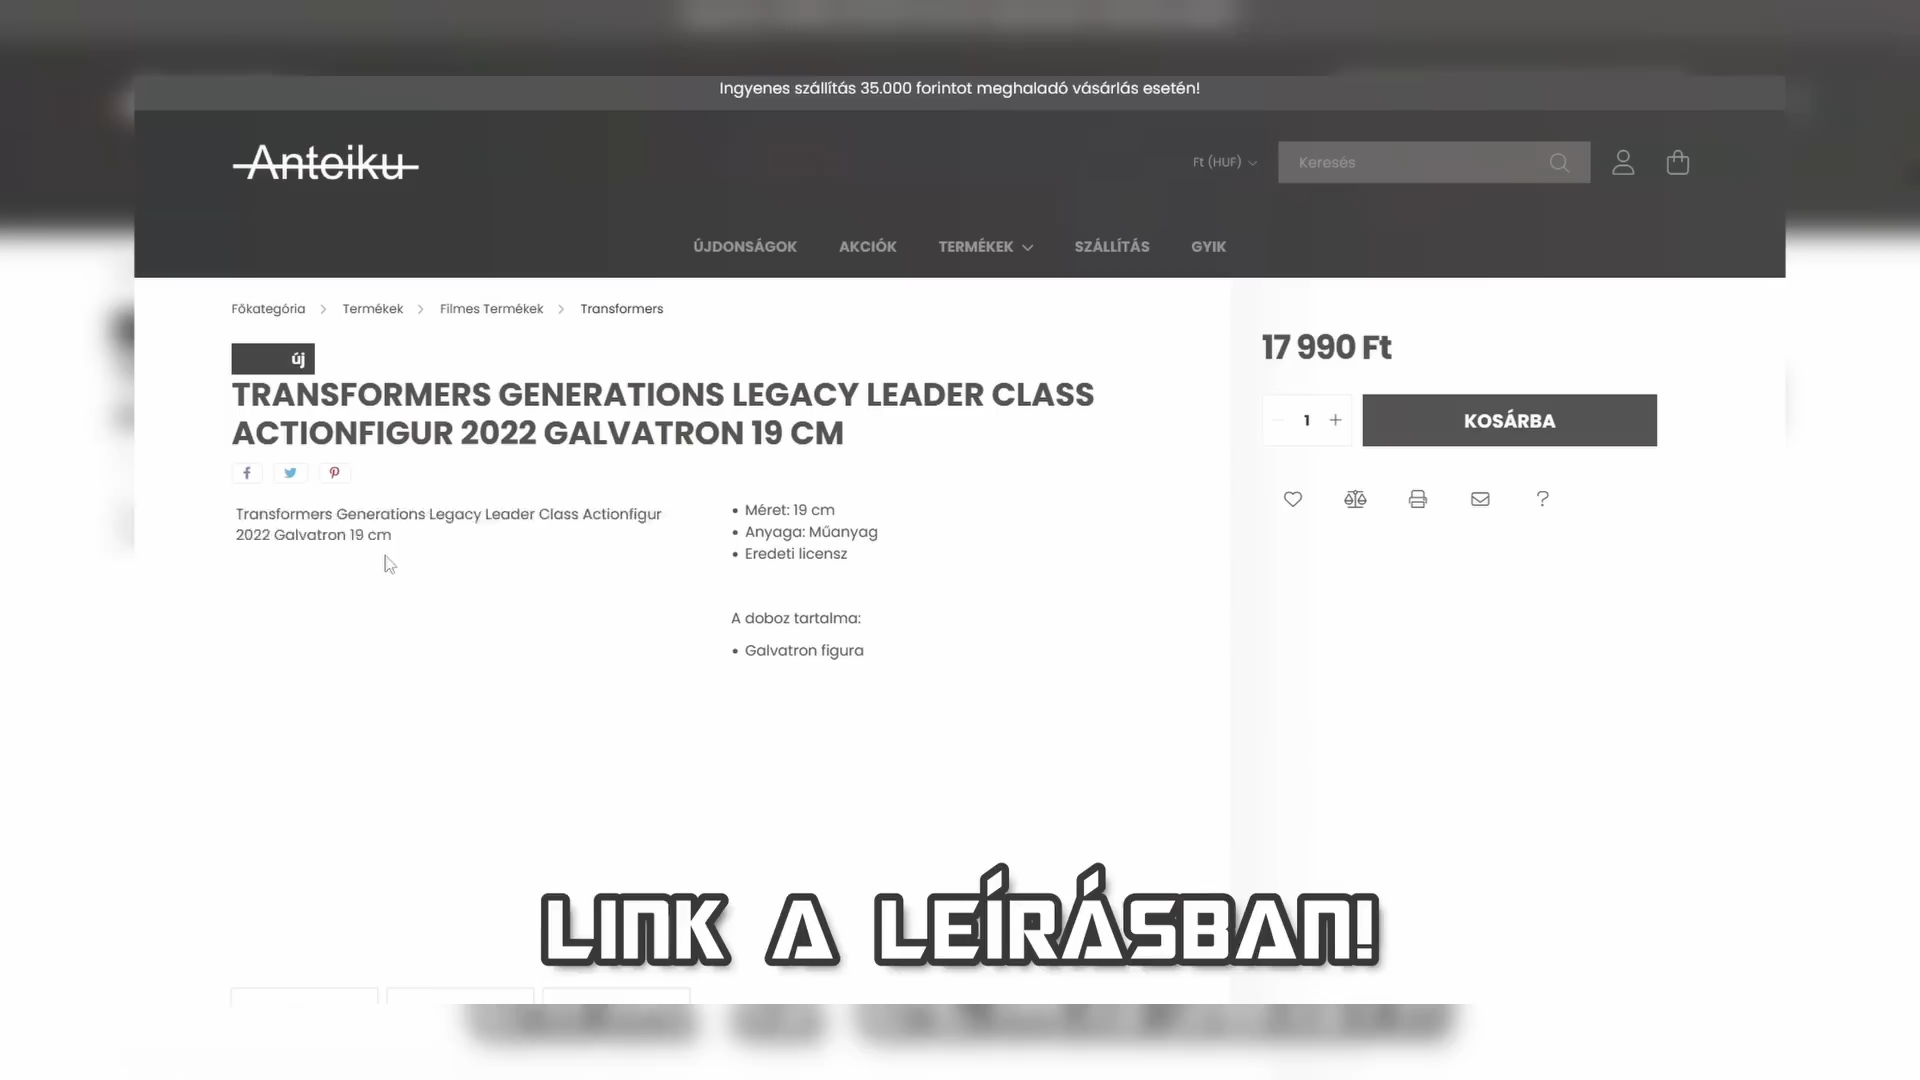 Ingyenes szállítás 35.000 forintot meghaladó vásárlás esetén!
Anteiku
Ft (HUF)
Keresés
ÚJDONSÁGOK AKCIÓK TERMÉKEK SZÁLLÍTÁS GYIK
Főkategória > Termékek > Filmes Termékek > Transformers
új
TRANSFORMERS GENERATIONS LEGACY LEADER CLASS
ACTIONFIGUR 2022 GALVATRON 19 CM
17 990 Ft
1 +
KOSÁRBA
Transformers Generations Legacy Leader Class Actionfigur
2022 Galvatron 19 cm
• Méret: 19 cm
• Anyaga: Műanyag
• Eredeti licensz
A doboz tartalma:
• Galvatron figura
LINK A LEÍRÁSBAN!